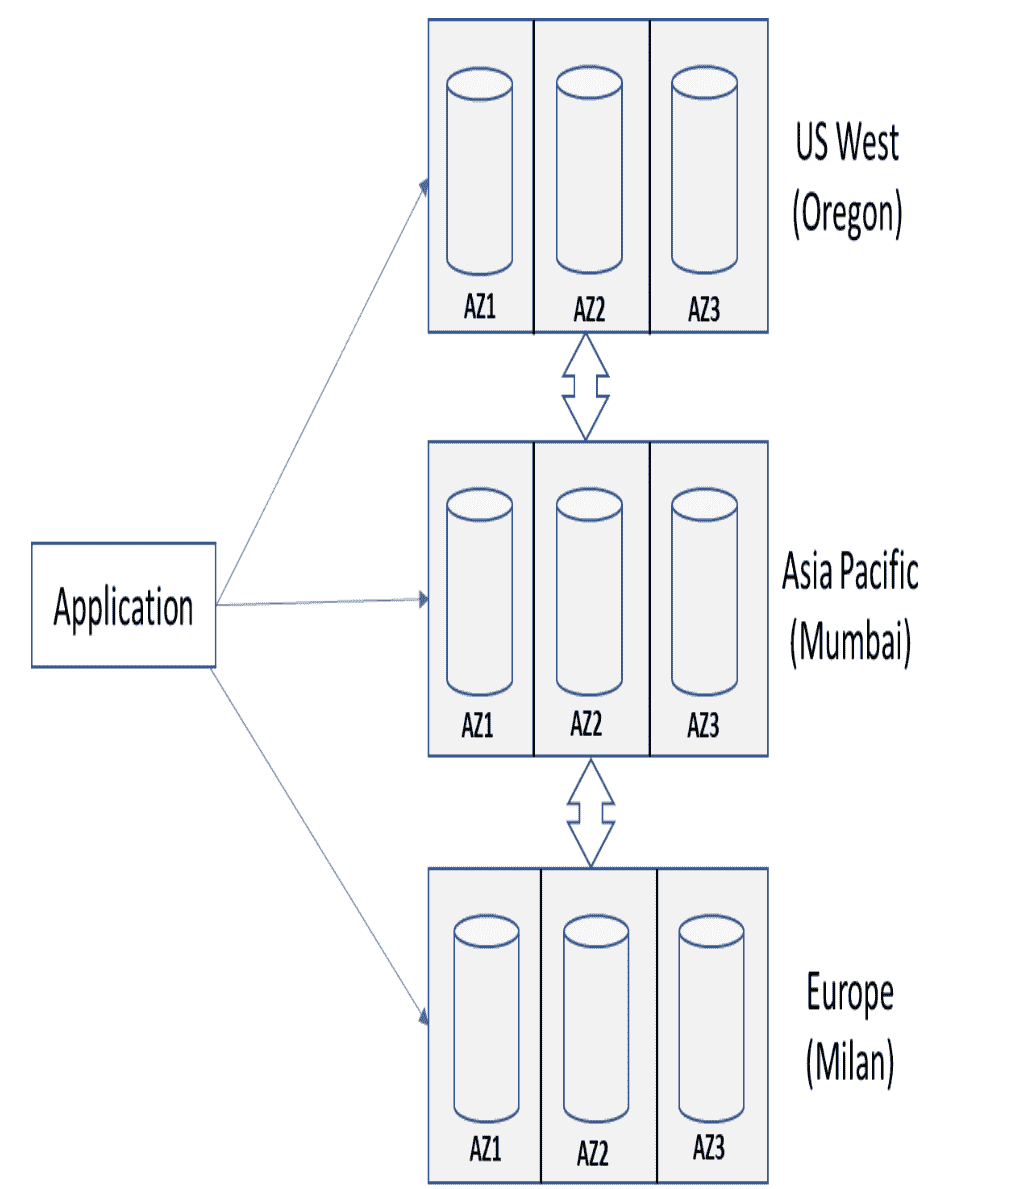 US West
(Oregon)
AZ1
AZ2
AZ3
Application
Asia Pacific
(Mumbai)
AZ1
AZ2
AZ3
Europe
(Milan)
AZ1
AZ2
AZ3